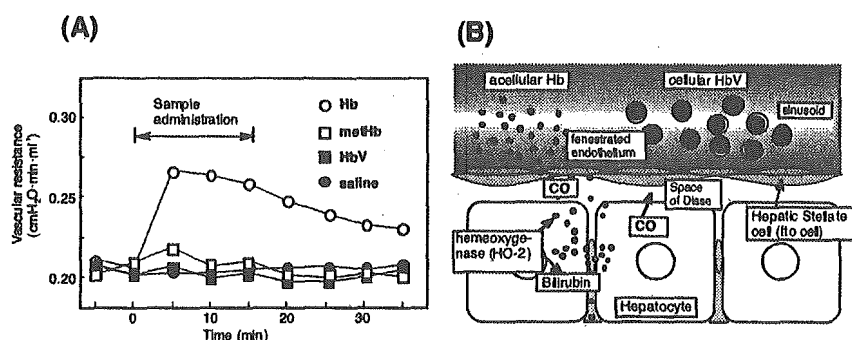 (A)
Vascular resistance
(cmH₂O·min·ml⁻¹)
0.30
0.25
0.20
Sample
administration
Hb
metHb
HbV
saline
0
10
20
30
Time (min)
(B)
acellular Hb
cellular HbV
sinusoid
fenestrated
endothelium
CO
Space
of Disse
CO
Hepatic Stellate
cell (Ito cell)
hemeoxyge-
nase (HO-2)
Bilirubin
Hepatocyte